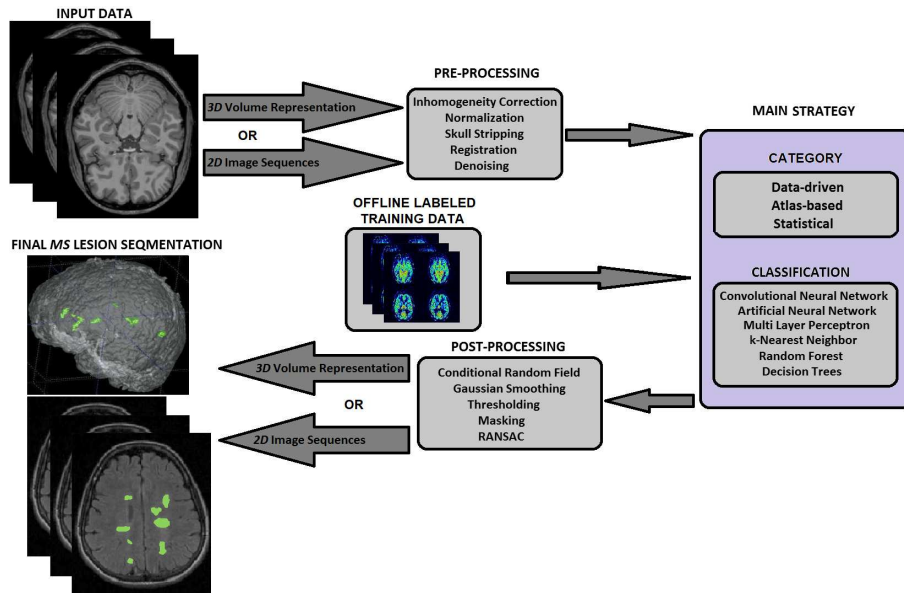 INPUT DATA
3D Volume Representation
OR
2D Image Sequences
PRE-PROCESSING
Inhomogeneity Correction
Normalization
Skull Stripping
Registration
Denoising
MAIN STRATEGY
CATEGORY
Data-driven
Atlas-based
Statistical
OFFLINE LABELED
TRAINING DATA
CLASSIFICATION
Convolutional Neural Network
Artificial Neural Network
Multi Layer Perceptron
k-Nearest Neighbor
Random Forest
Decision Trees
POST-PROCESSING
Conditional Random Field
Gaussian Smoothing
Thresholding
Masking
RANSAC
FINAL MS LESION SEQMENTATION
3D Volume Representation
OR
2D Image Sequences